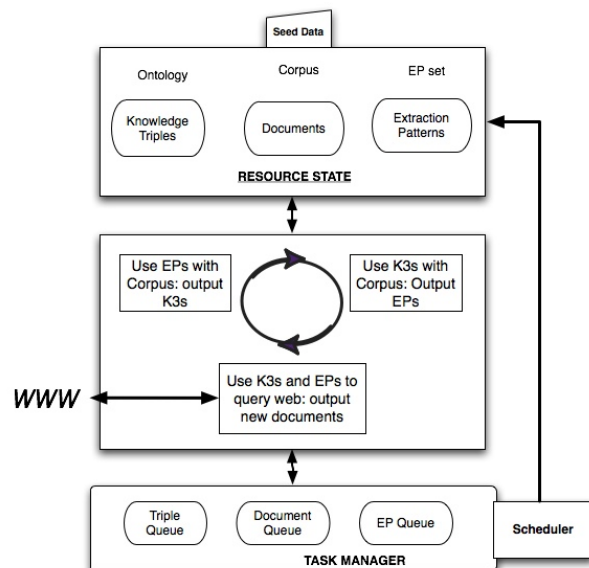 Seed Data
Ontology
Corpus
EP set
Knowledge
Triples
Documents
Extraction
Patterns
RESOURCE STATE
Use EPs with
Corpus: output
K3s
Use K3s with
Corpus: Output
EPs
Use K3s and EPs to
query web: output
new documents
WWW
Triple
Queue
Document
Queue
EP Queue
Scheduler
TASK MANAGER